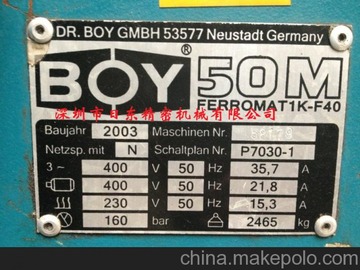 DR. BOY GMBH 53577 Neustadt Germany
BOY® 50M
FERROMAT1K-F40
深圳市日东精密机械有限公司
Baujahr 2003 Maschinen Nr.
Netzsp. mit N Schaltplan Nr. P7030-1
3 ~ 400 V 50 Hz 35,7 A
400 V 50 Hz 21,8 A
230 V 50 Hz 15,3 A
160 bar 2465 kg
china.makepolo.com